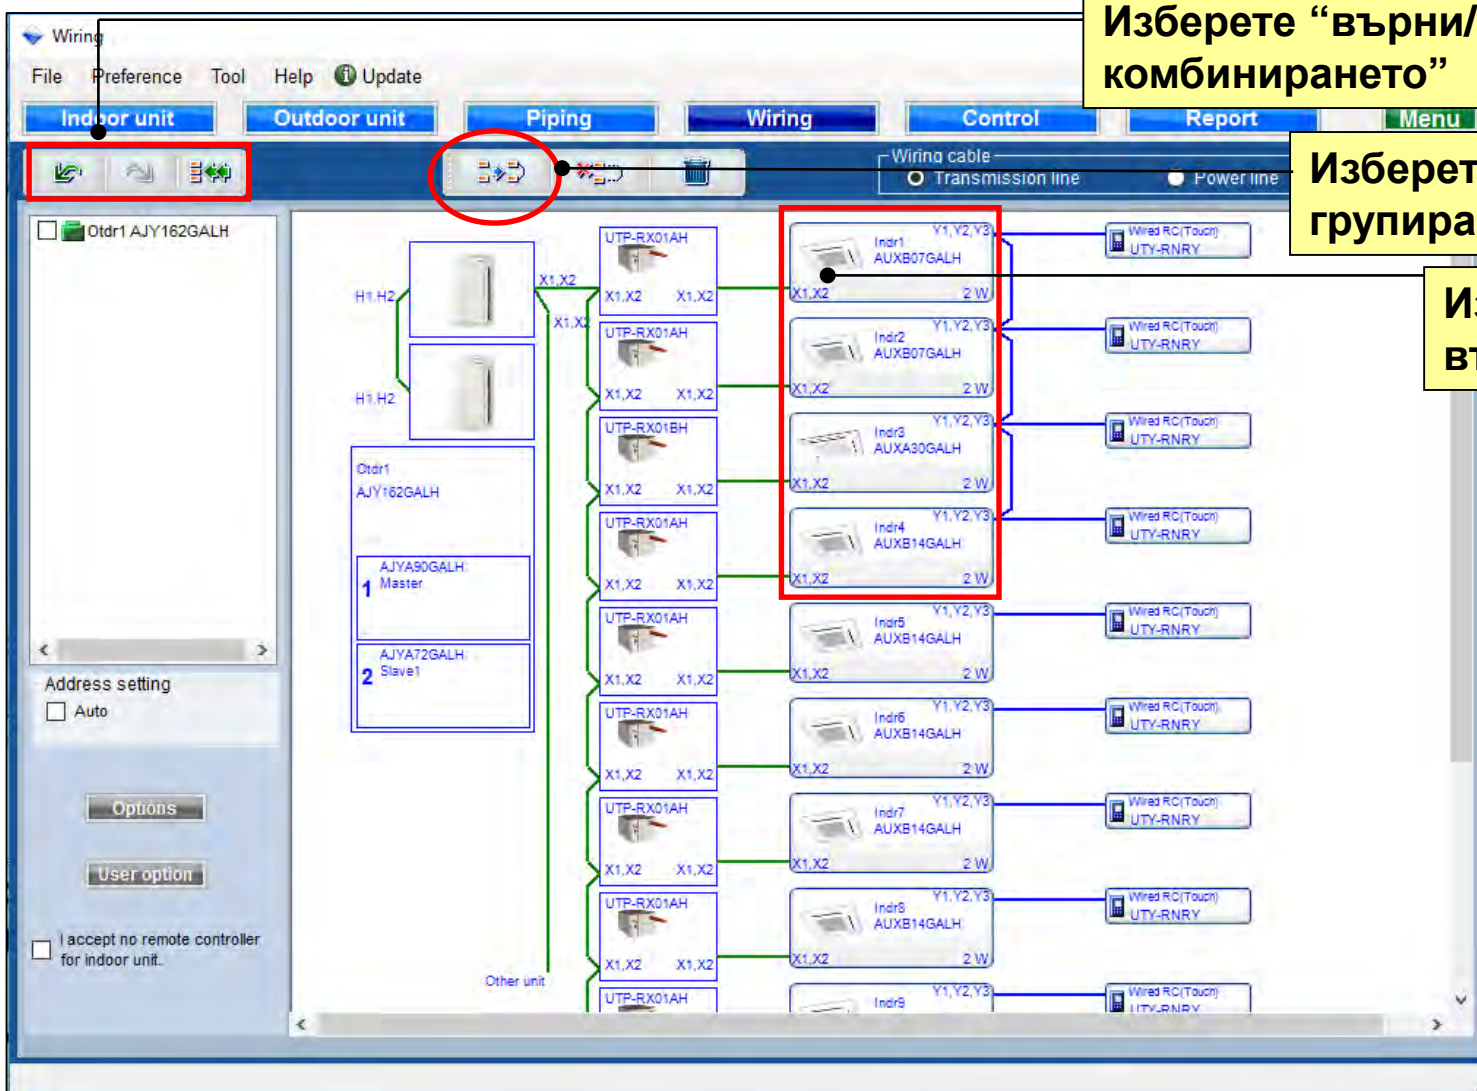 Изберете “върни/
комбинирането”
Wiring
File Preference Tool Help Update
Indoor unit Outdoor unit Piping Wiring Control Report Menu
Изберет
групира
Wiring cable
Transmission line Power line
Из
въ
Otdr1 AJY162GALH
Address setting
Auto
Options
User option
I accept no remote controller
for indoor unit.
H1.H2
H1.H2
X1,X2
X1,X2
Otdr1
AJY162GALH
AJYA90GALH
1 Master
AJYA72GALH
2 Slave1
Other unit
UTP-RX01AH
X1,X2 X1,X2
Indr1
AUXB07GALH
Y1,Y2,Y3
X1,X2 2 W
Wired RC(Touch)
UTY-RNRY
UTP-RX01AH
X1,X2 X1,X2
Indr2
AUXB07GALH
Y1,Y2,Y3
X1,X2 2 W
Wired RC(Touch)
UTY-RNRY
UTP-RX01BH
X1,X2 X1,X2
Indr3
AUXA30GALH
Y1,Y2,Y3
X1,X2 2 W
Wired RC(Touch)
UTY-RNRY
UTP-RX01AH
X1,X2 X1,X2
Indr4
AUXB14GALH
Y1,Y2,Y3
X1,X2 2 W
Wired RC(Touch)
UTY-RNRY
UTP-RX01AH
X1,X2 X1,X2
Indr5
AUXB14GALH
Y1,Y2,Y3
X1,X2 2 W
Wired RC(Touch)
UTY-RNRY
UTP-RX01AH
X1,X2 X1,X2
Indr6
AUXB14GALH
Y1,Y2,Y3
X1,X2 2 W
Wired RC(Touch)
UTY-RNRY
UTP-RX01AH
X1,X2 X1,X2
Indr7
AUXB14GALH
Y1,Y2,Y3
X1,X2 2 W
Wired RC(Touch)
UTY-RNRY
UTP-RX01AH
X1,X2 X1,X2
Indr8
AUXB14GALH
Y1,Y2,Y3
X1,X2 2 W
Wired RC(Touch)
UTY-RNRY
UTP-RX01AH
Indr9
Y1,Y2,Y3
Wired RC(Touch)
UTY-RNRY